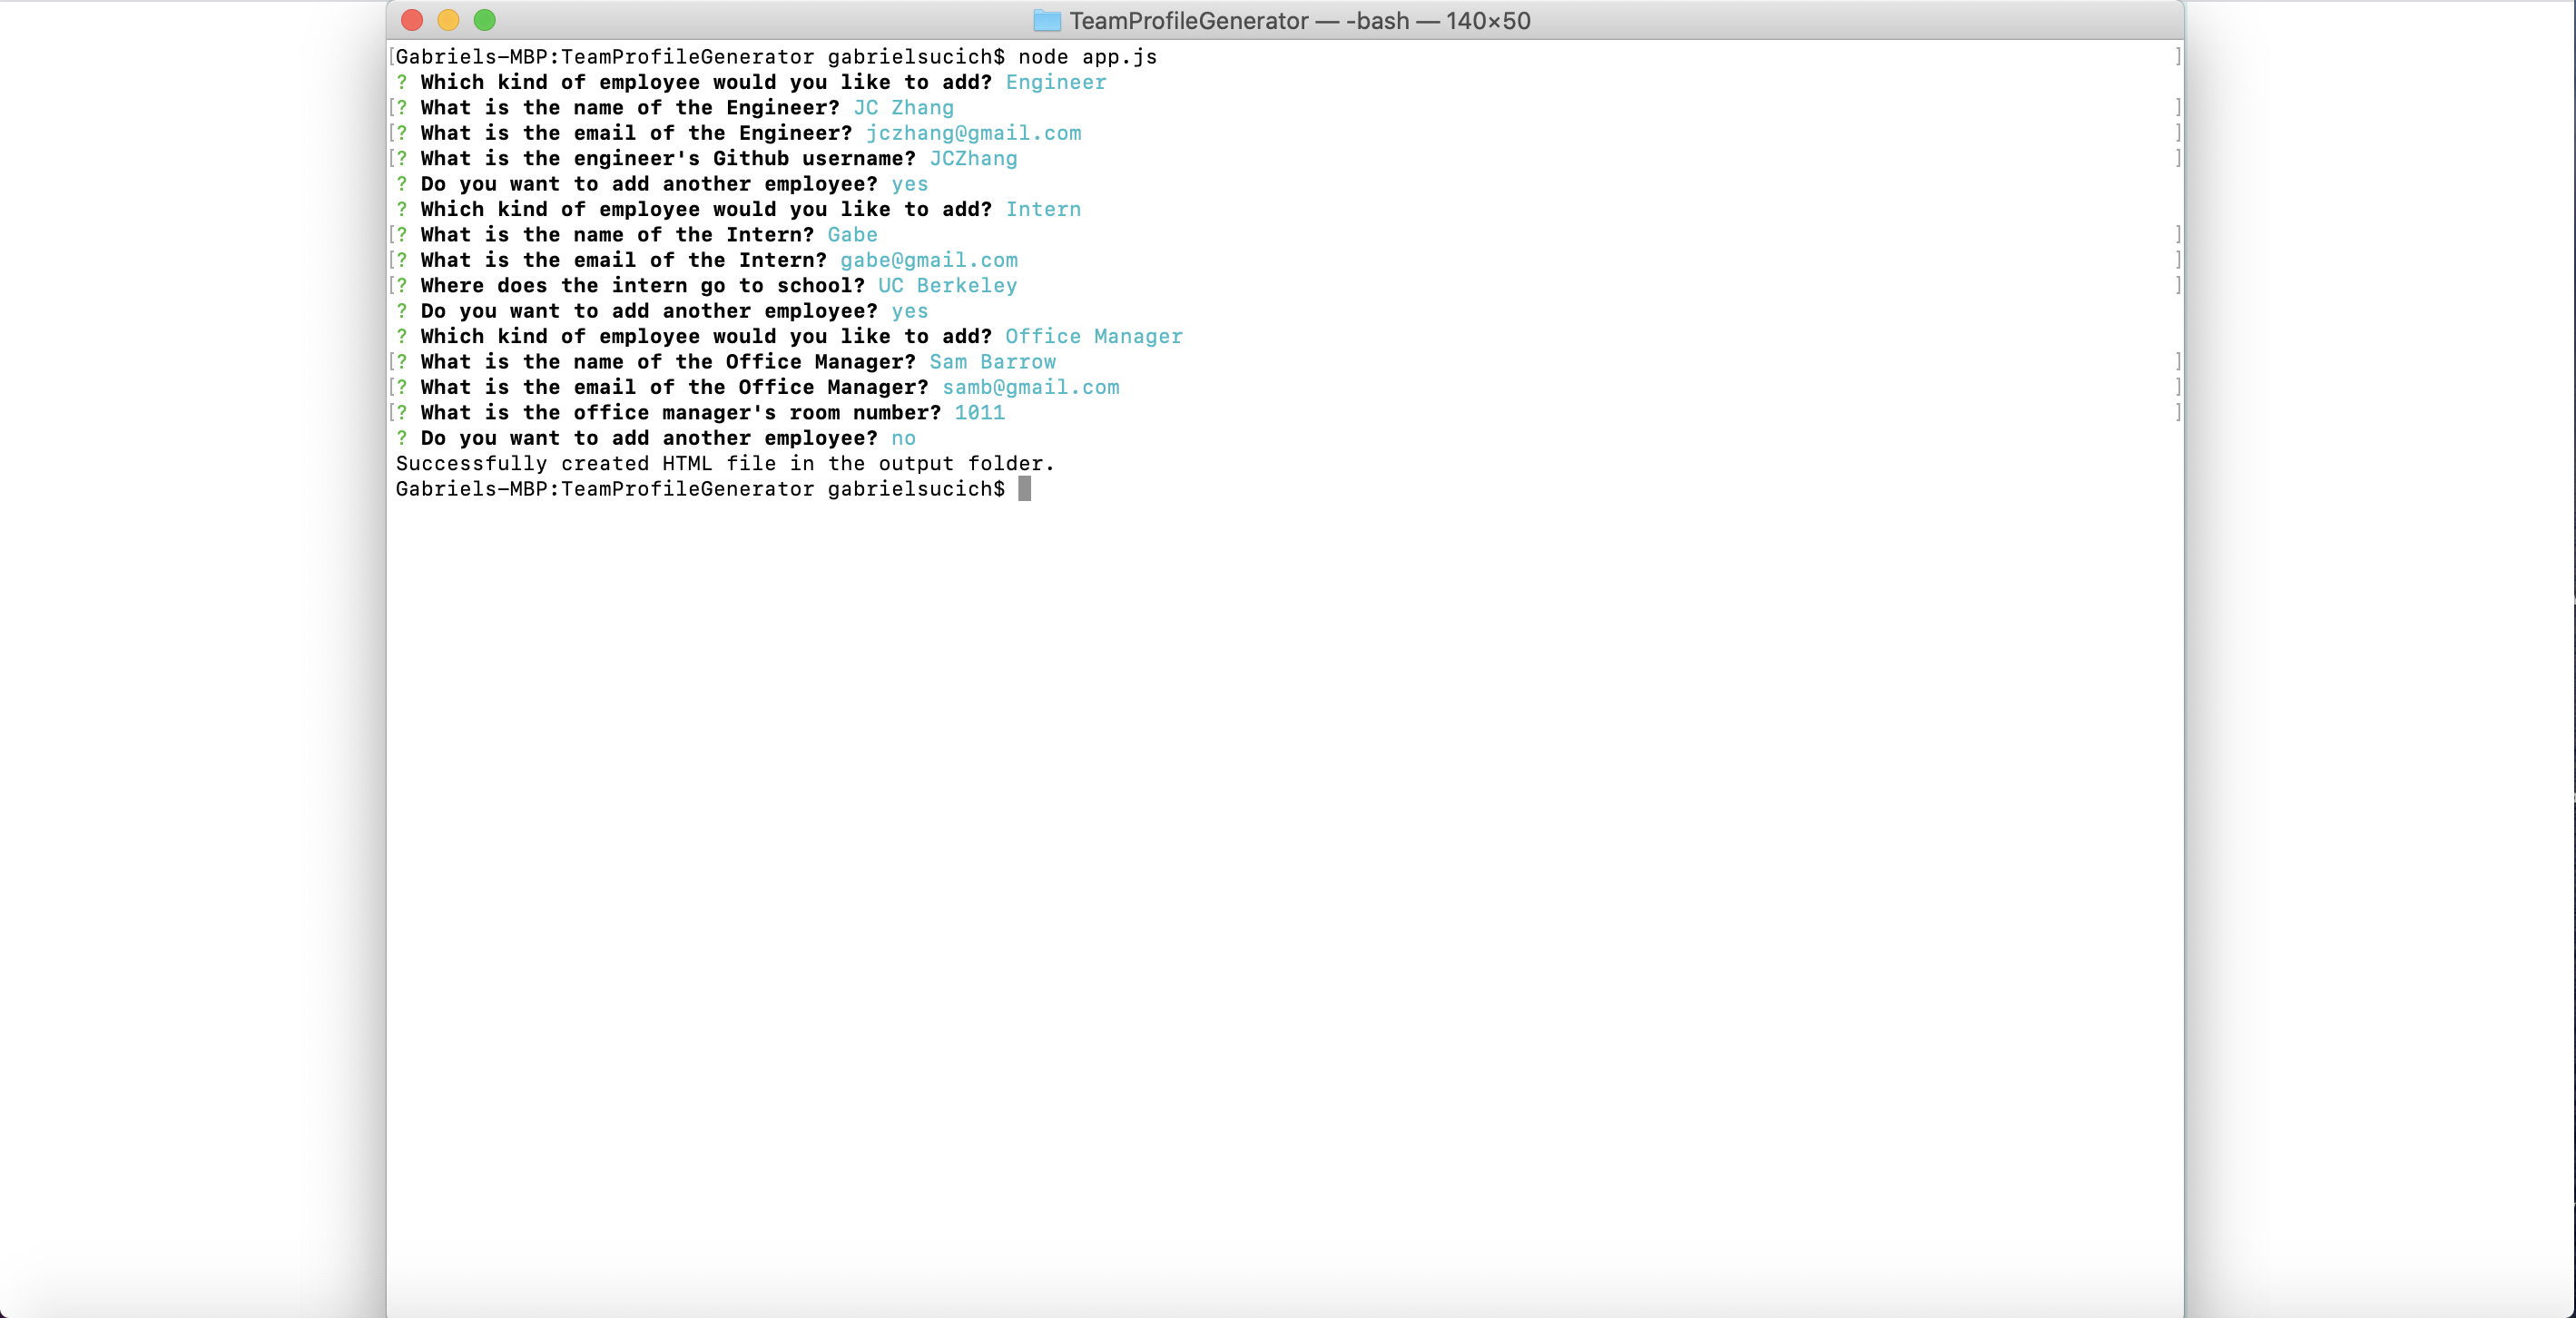 TeamProfileGenerator — -bash — 140×50
[Gabriels-MBP:TeamProfileGenerator gabrielsucich$ node app.js ]
? Which kind of employee would you like to add? Engineer
[? What is the name of the Engineer? JC Zhang ]
[? What is the email of the Engineer? jczhang@gmail.com ]
[? What is the engineer's Github username? JCZhang ]
? Do you want to add another employee? yes
? Which kind of employee would you like to add? Intern
[? What is the name of the Intern? Gabe ]
[? What is the email of the Intern? gabe@gmail.com ]
[? Where does the intern go to school? UC Berkeley ]
? Do you want to add another employee? yes
? Which kind of employee would you like to add? Office Manager
[? What is the name of the Office Manager? Sam Barrow ]
[? What is the email of the Office Manager? samb@gmail.com ]
[? What is the office manager's room number? 1011 ]
? Do you want to add another employee? no
Successfully created HTML file in the output folder.
Gabriels-MBP:TeamProfileGenerator gabrielsucich$